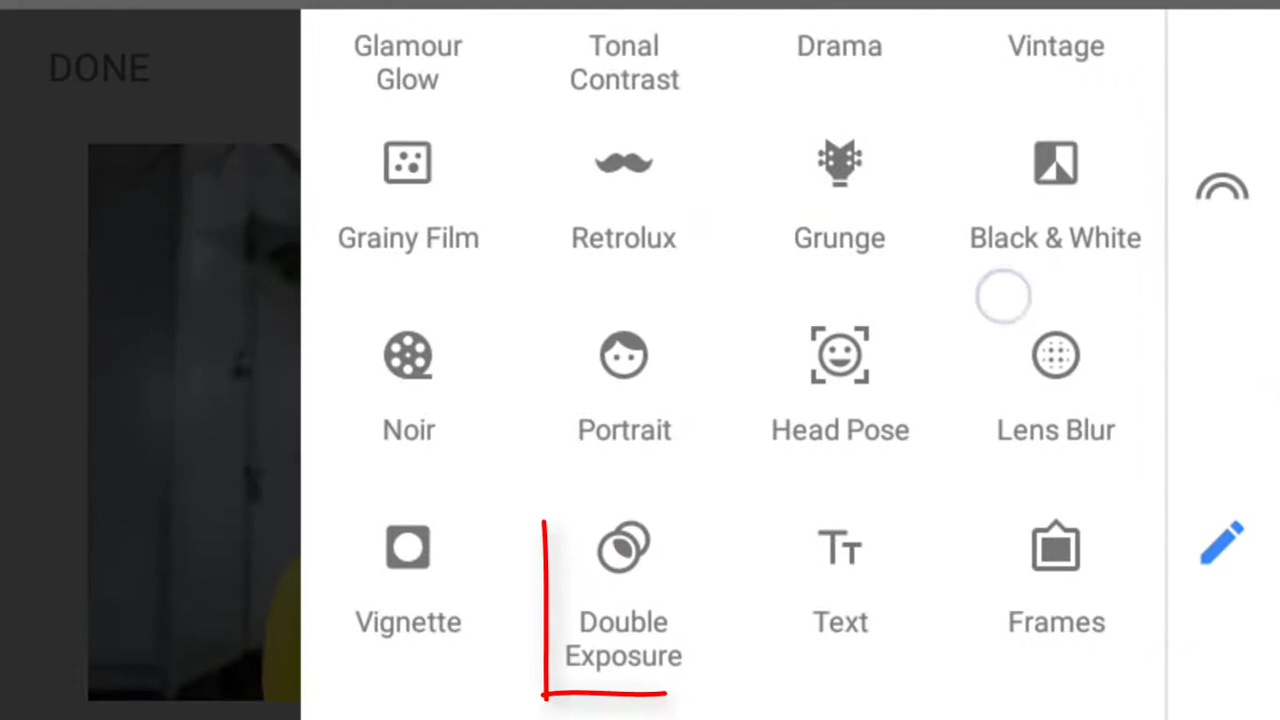 DONE
Glamour Glow
Tonal Contrast
Drama
Vintage
Grainy Film
Retrolux
Grunge
Black & White
Noir
Portrait
Head Pose
Lens Blur
Vignette
Double Exposure
Text
Frames